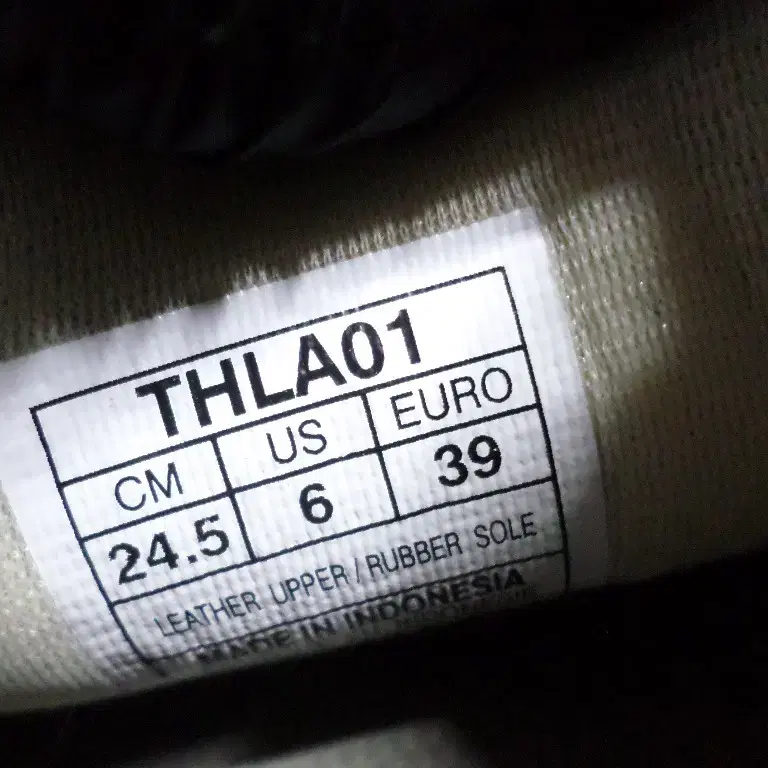 THLA01
CM US EURO
24.5 6 39
LEATHER UPPER / RUBBER SOLE
MADE IN INDONESIA